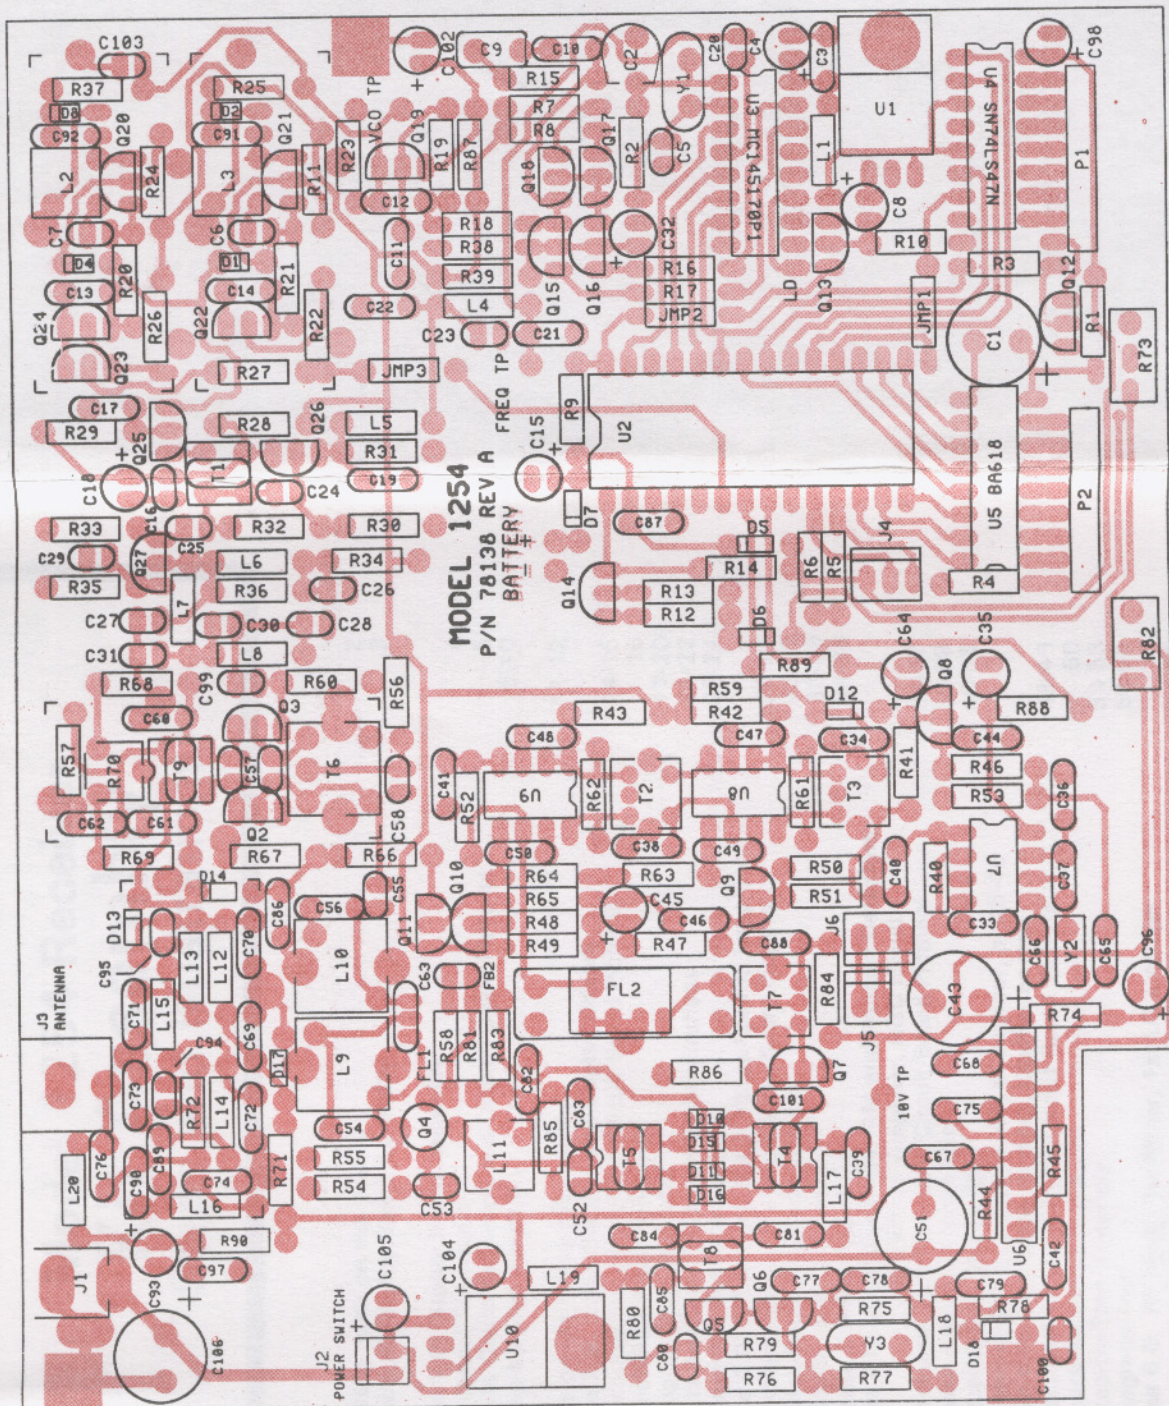 C103
R37
D8
C92
Q20
L2
R24
C7
D4
C13
R20
Q24
R26
Q23
R25
D2
C91
Q21
L3
R11
C6
D1
C14
R21
Q22
R22
R27
VCO TP
C102
R23
Q19
R19
R87
C12
C11
C22
C9
C10
R15
R7
R8
Q17
Q18
R18
R38
R39
L4
C23
C21
Q15
Q16
C2
Y1
R2
C5
C32
R16
R17
JMP2
C20
C4
C3
U3 MC145170P1
L1
LD
Q13
U1
C8
R10
JMP1
U4 SN74LS47N
C98
P1
R3
Q12
C1
R1
R73
JMP3
FREQ TP
C17
R29
Q25
C18
C16
R28
T1
Q26
C24
L5
R31
C19
C15
R9
U2
D7
U5 BA618
P2
R33
C29
R35
Q27
C25
R32
L6
R36
L7
C27
C30
C28
C31
L8
R30
R34
C26
MODEL 1254
P/N 78138 REV A
BATTERY
C87
D5
R14
Q14
R13
R12
D6
R6
R5
J4
R4
R82
R68
C99
R60
R56
C60
Q3
R57
R70
T9
C57
T6
C62
C61
Q2
C58
R43
R59
R42
R89
D12
C64
C35
Q8
R88
C48
C47
C34
R41
C44
R46
R53
C36
C41
R52
U9
R62
T2
U8
R61
T3
R69
R67
R66
D14
C50
C38
C49
R64
R65
R48
R49
R63
C45
C46
R47
Q9
R50
R51
C40
R40
U7
C37
Q10
Q11
D13
C95
C86
C56
C55
C70
L13
L12
L10
C63
FB2
FL2
C88
J6
T7
R84
J5
C33
C43
C66
Y2
C65
C96
R74
J3
ANTENNA
C71
L15
C94
C69
D17
L9
FL1
R58
R81
R83
C82
R86
Q7
C101
10V TP
C68
C75
C73
R72
L14
C72
C54
Q4
L11
R85
C83
T5
D10
D15
D11
D16
T4
L17
C39
C67
R45
L20
C76
C90
C89
C74
L16
R71
R55
R54
C53
C52
C51
R44
U6
C42
R90
C97
J1
C93
C106
C105
C104
L19
C84
T8
C81
J2
POWER SWITCH
U10
R80
C85
C80
Q5
Q6
R79
R76
C77
C78
R75
Y3
R77
L18
C79
R78
D18
C100